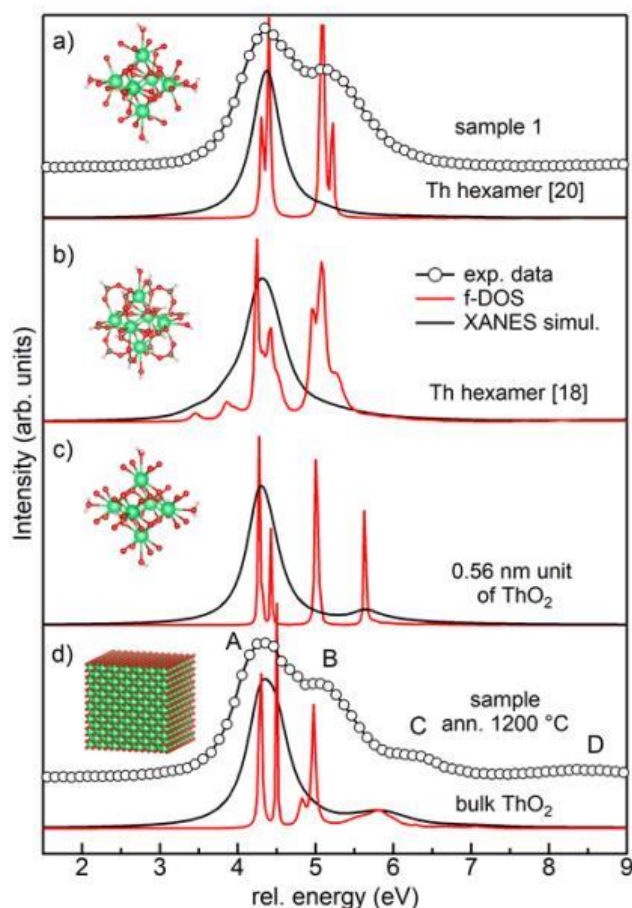 a)
sample 1
Th hexamer [20]
b)
exp. data
f-DOS
XANES simul.
Th hexamer [18]
c)
0.56 nm unit
of ThO2
d)
A
B
C
D
sample
ann. 1200 °C
bulk ThO2
Intensity (arb. units)
2 3 4 5 6 7 8 9
rel. energy (eV)